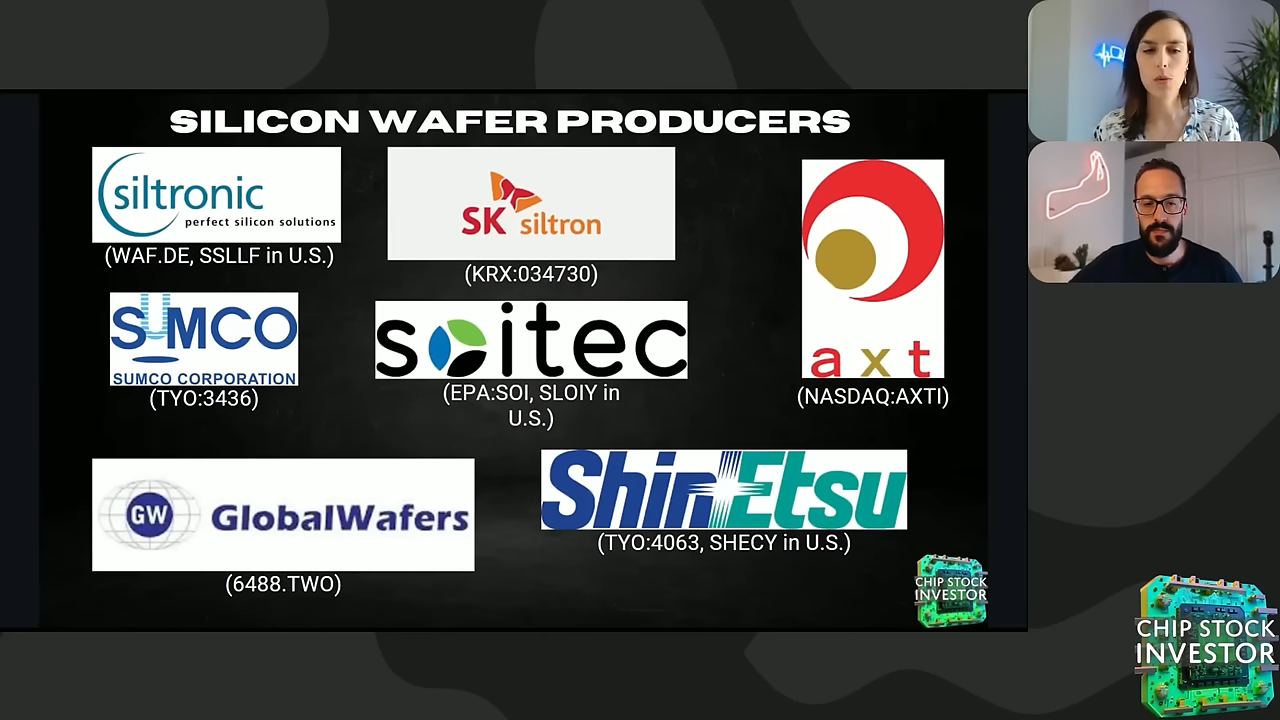 SILICON WAFER PRODUCERS
siltronic
perfect silicon solutions
(WAF.DE, SSLLF in U.S.)
SK siltron
(KRX:034730)
axt
(NASDAQ:AXTI)
SUMCO
SUMCO CORPORATION
(TYO:3436)
soitec
(EPA:SOI, SLOIY in
U.S.)
GW GlobalWafers
(6488.TWO)
ShinEtsu
(TYO:4063, SHECY in U.S.)
CHIP STOCK
INVESTOR
CHIP STOCK
INVESTOR